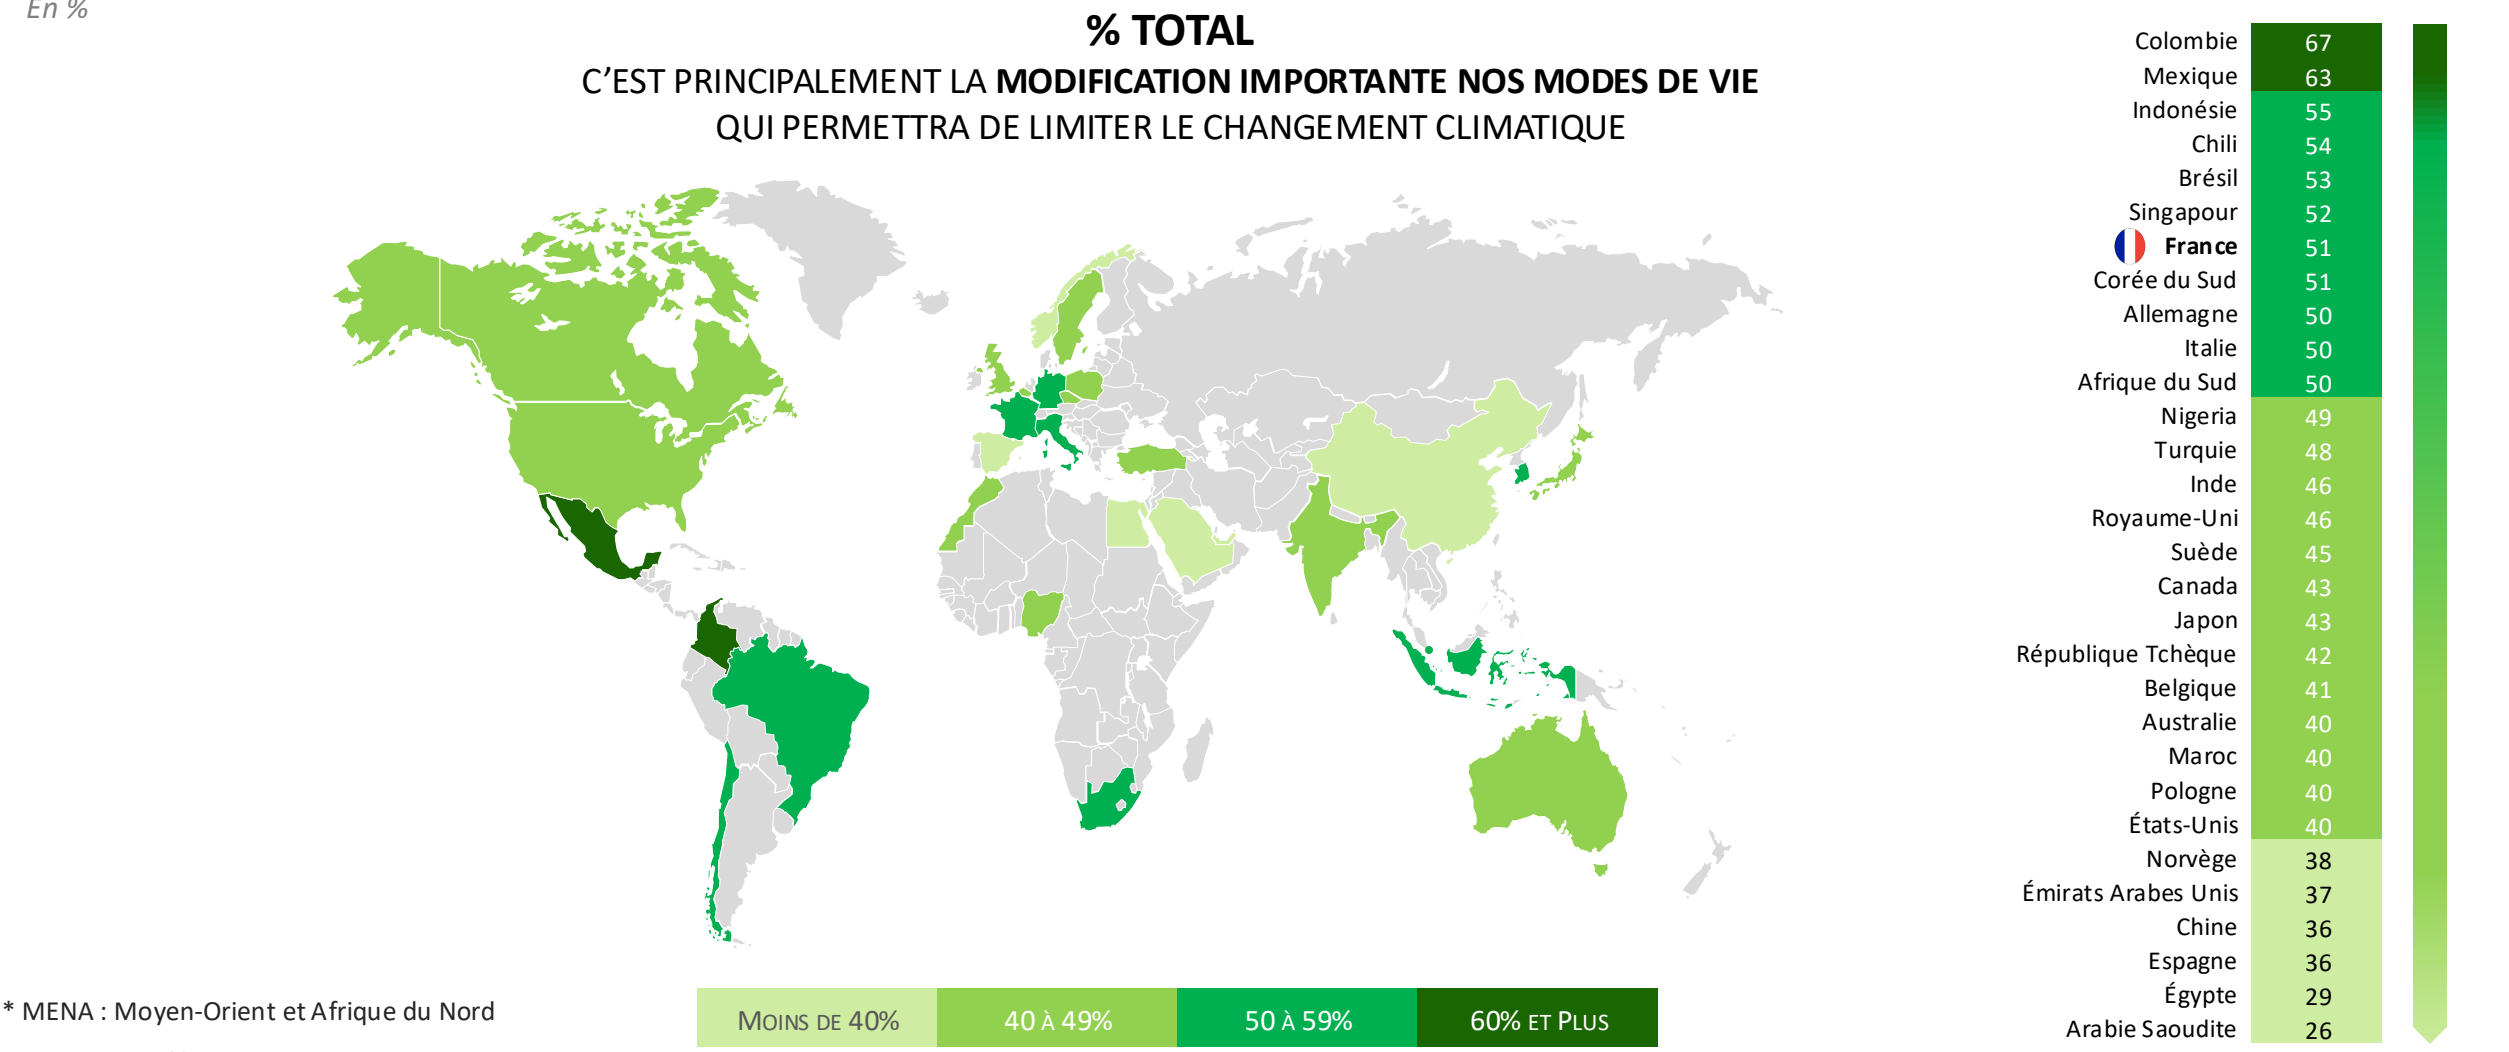 En %
% TOTAL
C’EST PRINCIPALEMENT LA MODIFICATION IMPORTANTE NOS MODES DE VIE
QUI PERMETTRA DE LIMITER LE CHANGEMENT CLIMATIQUE
Colombie 67
Mexique 63
Indonésie 55
Chili 54
Brésil 53
Singapour 52
France 51
Corée du Sud 51
Allemagne 50
Italie 50
Afrique du Sud 50
Nigeria 49
Turquie 48
Inde 46
Royaume-Uni 46
Suède 45
Canada 43
Japon 43
République Tchèque 42
Belgique 41
Australie 40
Maroc 40
Pologne 40
États-Unis 40
Norvège 38
Émirats Arabes Unis 37
Chine 36
Espagne 36
Égypte 29
Arabie Saoudite 26
* MENA : Moyen-Orient et Afrique du Nord
MOINS DE 40% 40 À 49% 50 À 59% 60% ET PLUS